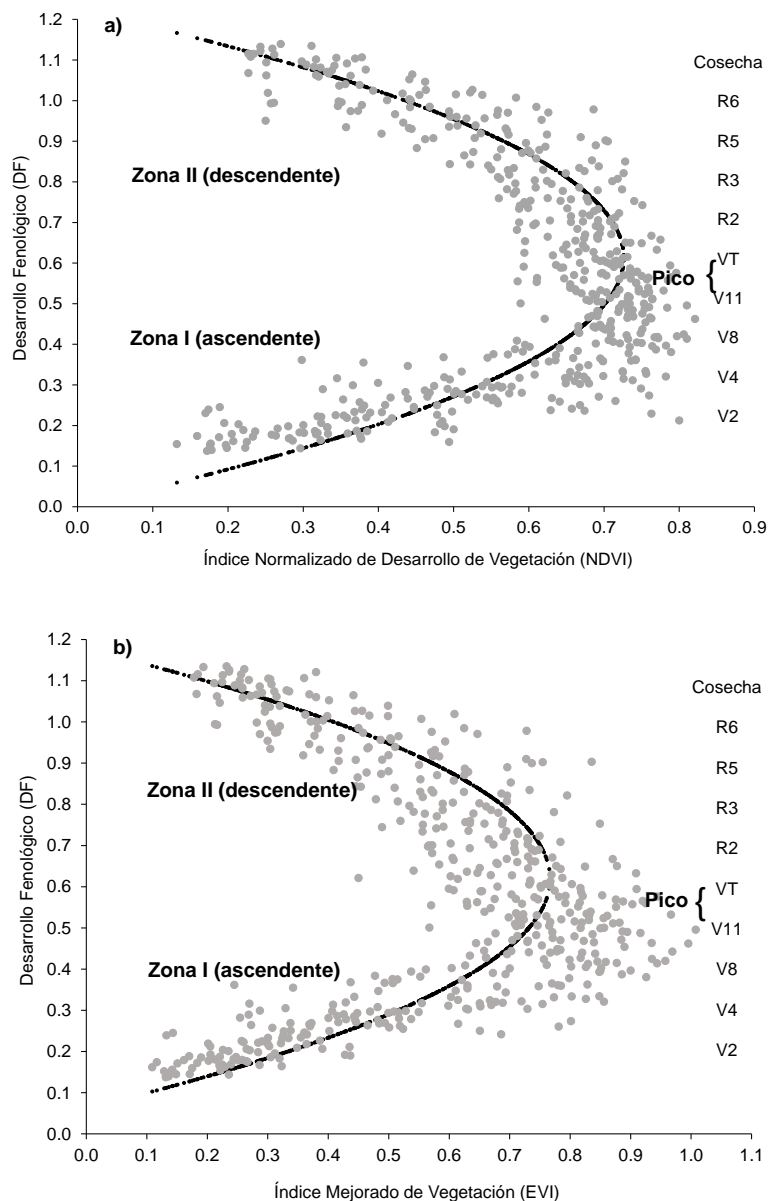 a)
1.2
1.1
1.0
0.9
0.8
0.7
0.6
0.5
0.4
0.3
0.2
0.1
0.0
Desarrollo Fenológico (DF)
Zona II (descendente)
Zona I (ascendente)
Cosecha
R6
R5
R3
R2
VT
Pico {
V11
V8
V4
V2
0.0 0.1 0.2 0.3 0.4 0.5 0.6 0.7 0.8 0.9
Índice Normalizado de Desarrollo de Vegetación (NDVI)
b)
1.2
1.1
1.0
0.9
0.8
0.7
0.6
0.5
0.4
0.3
0.2
0.1
0.0
Desarrollo Fenológico (DF)
Zona II (descendente)
Zona I (ascendente)
Cosecha
R6
R5
R3
R2
VT
Pico {
V11
V8
V4
V2
0.0 0.1 0.2 0.3 0.4 0.5 0.6 0.7 0.8 0.9 1.0 1.1
Índice Mejorado de Vegetación (EVI)